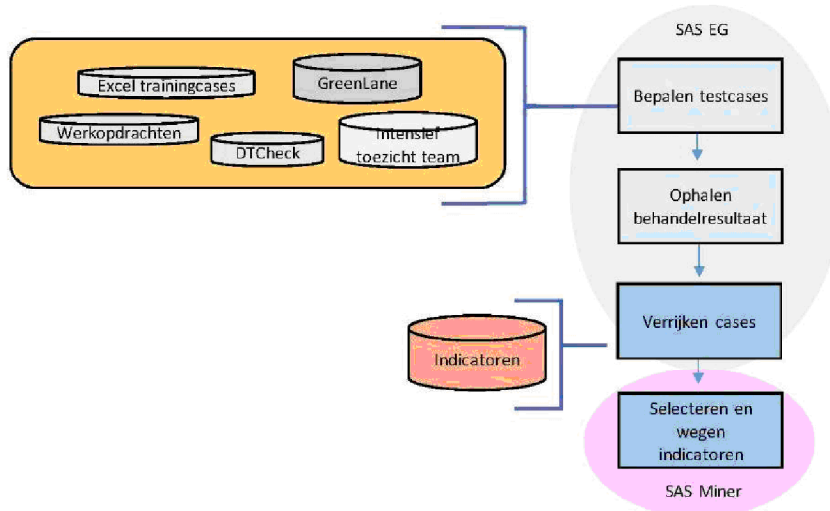 SAS EG
Excel trainingcases
GreenLane
Werkopdrachten
DTCheck
Intensief
toezicht team
Bepalen testcases
Ophalen
behandelresultaat
Verrijken cases
Indicatoren
Selecteren en
wegen
indicatoren
SAS Miner